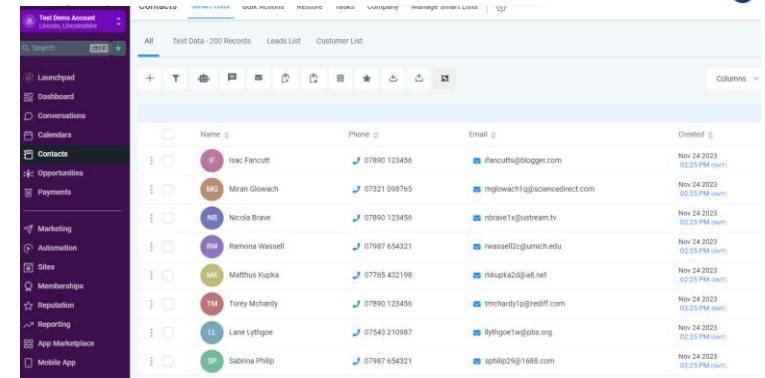 Test Demo Account
Lincoln, Lincolnshire
Search ctrl K
Launchpad
Dashboard
Conversations
Calendars
Contacts
Opportunities
Payments
Marketing
Automation
Sites
Memberships
Reputation
Reporting
App Marketplace
Mobile App
Contacts Smart Lists Bulk Actions Restore Tasks Company Manage Smart Lists
All Test Data - 200 Records Leads List Customer List
Columns
Name Phone Email Created
IF Isac Fancutt 07890 123456 ifancutts@blogger.com Nov 24 2023
02:25 PM (GMT)
MG Miran Glowach 07321 098765 mglowach1q@sciencedirect.com Nov 24 2023
02:25 PM (GMT)
NB Nicola Brave 07890 123456 nbrave1x@ustream.tv Nov 24 2023
02:25 PM (GMT)
RW Ramona Wassell 07987 654321 rwassell2c@umich.edu Nov 24 2023
02:25 PM (GMT)
MK Matthus Kupka 07765 432198 mkupka2d@a8.net Nov 24 2023
02:25 PM (GMT)
TM Torey Mchardy 07890 123456 tmchardy1p@rediff.com Nov 24 2023
02:25 PM (GMT)
LL Lane Lythgoe 07543 210987 llythgoe1w@pbs.org Nov 24 2023
02:25 PM (GMT)
SP Sabrina Philip 07987 654321 sphilip29@1688.com Nov 24 2023
02:25 PM (GMT)